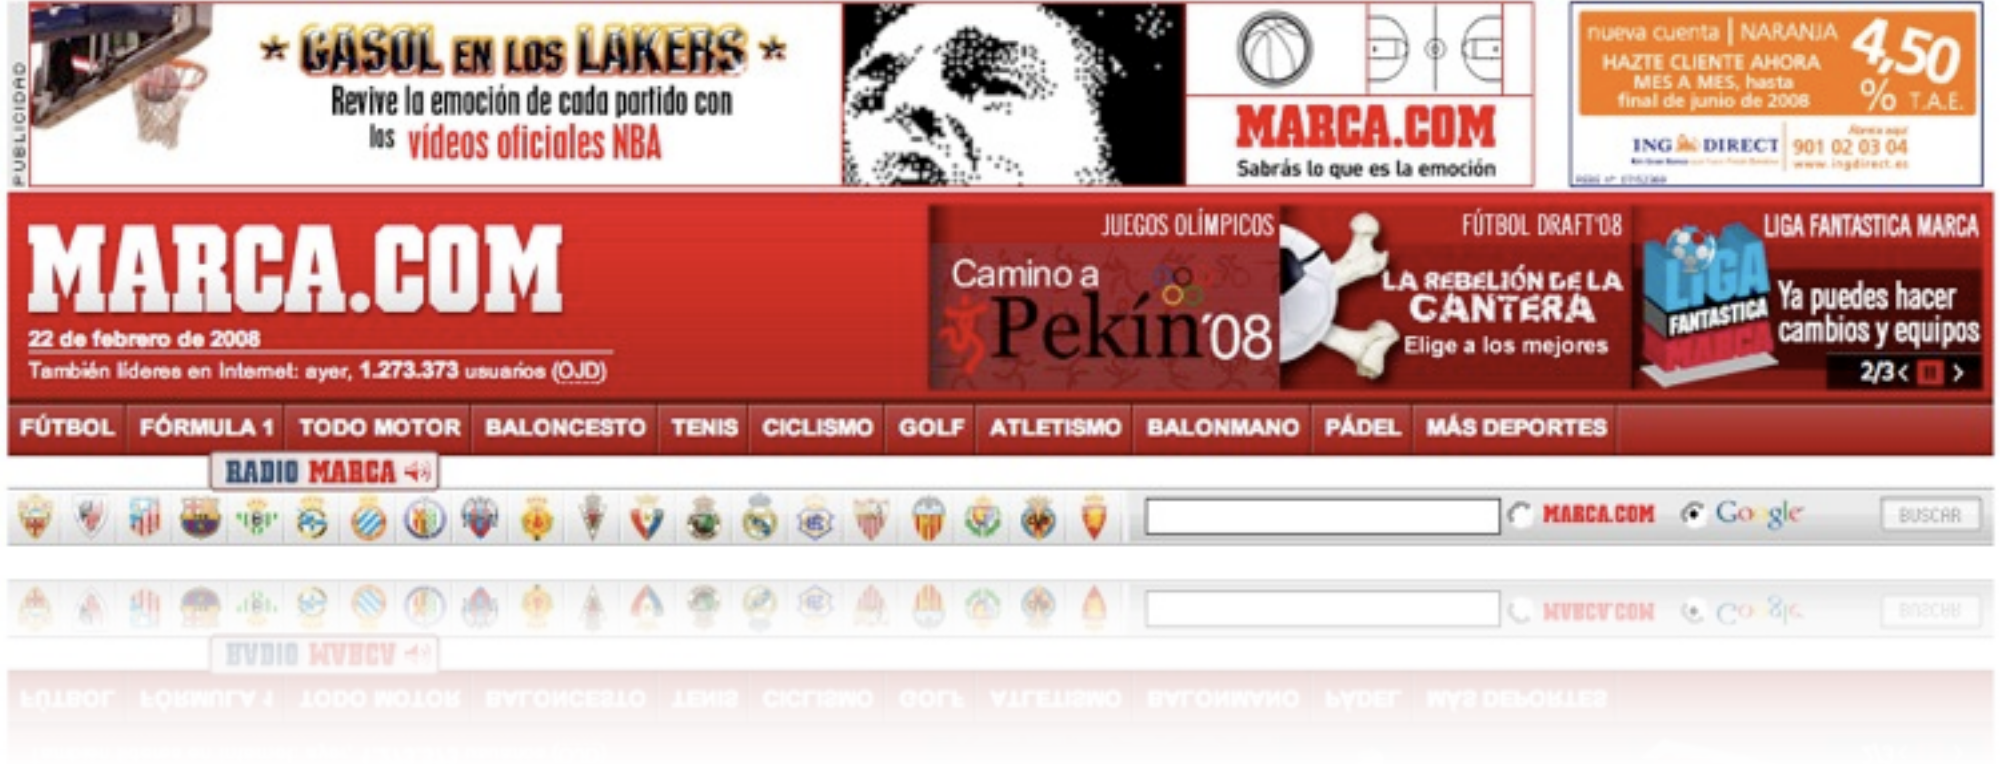 PUBLICIDAD
★ GASOL EN LOS LAKERS ★
Revive la emoción de cada partido con
los vídeos oficiales NBA
MARCA.COM
Sabrás lo que es la emoción
nueva cuenta | NARANJA
HAZTE CLIENTE AHORA
MES A MES, hasta
final de junio de 2008
4,50
% T.A.E.
ING DIRECT
901 02 03 04
www.ingdirect.es
MARCA.COM
22 de febrero de 2008
También líderes en Internet: ayer, 1.273.373 usuarios (OJD)
JUEGOS OLÍMPICOS
Camino a
Pekín'08
FÚTBOL DRAFT'08
LA REBELIÓN DE LA
CANTERA
Elige a los mejores
LIGA FANTASTICA MARCA
LIGA
FANTASTICA
MARCA
Ya puedes hacer
cambios y equipos
2/3
FÚTBOL FÓRMULA 1 TODO MOTOR BALONCESTO TENIS CICLISMO GOLF ATLETISMO BALONMANO PÁDEL MÁS DEPORTES
RADIO MARCA
MARCA.COM Google BUSCAR